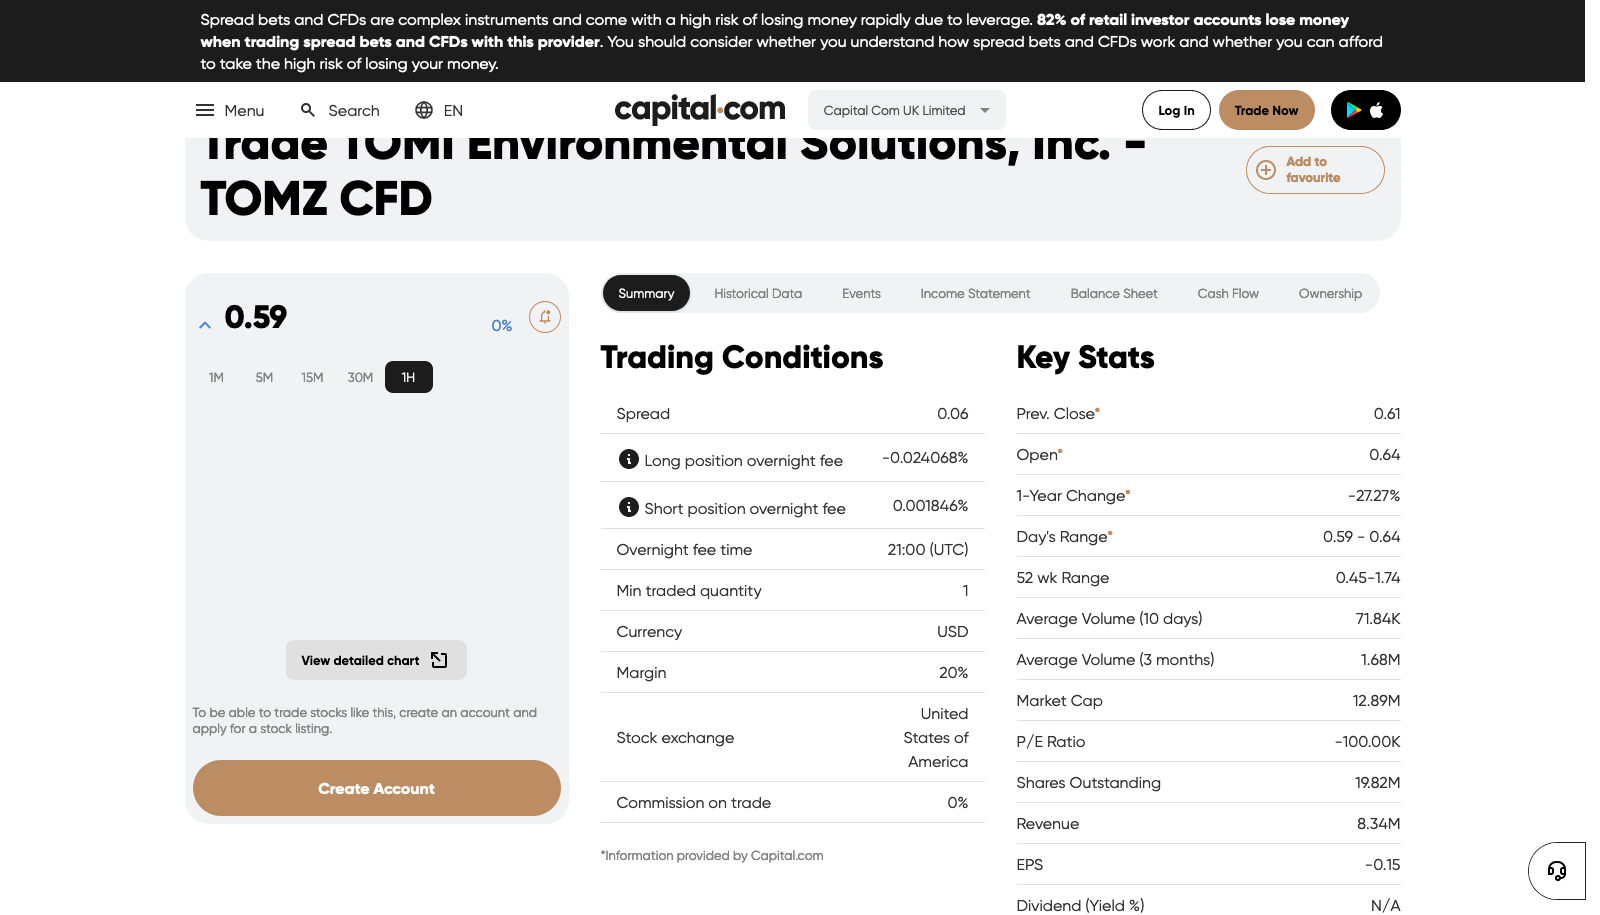 Spread bets and CFDs are complex instruments and come with a high risk of losing money rapidly due to leverage. 82% of retail investor accounts lose money
when trading spread bets and CFDs with this provider. You should consider whether you understand how spread bets and CFDs work and whether you can afford
to take the high risk of losing your money.
Menu
Search
EN
capital.com
Capital Com UK Limited
Log In
Trade Now
Trade TOMI Environmental Solutions, Inc. -
TOMZ CFD
Add to
favourite
0.59
0%
1M 5M 15M 30M 1H
View detailed chart
To be able to trade stocks like this, create an account and
apply for a stock listing.
Create Account
Summary Historical Data Events Income Statement Balance Sheet Cash Flow Ownership
Trading Conditions
Spread 0.06
Long position overnight fee -0.024068%
Short position overnight fee 0.001846%
Overnight fee time 21:00 (UTC)
Min traded quantity 1
Currency USD
Margin 20%
Stock exchange United
States of
America
Commission on trade 0%
*Information provided by Capital.com
Key Stats
Prev. Close* 0.61
Open* 0.64
1-Year Change* -27.27%
Day's Range* 0.59 - 0.64
52 wk Range 0.45-1.74
Average Volume (10 days) 71.84K
Average Volume (3 months) 1.68M
Market Cap 12.89M
P/E Ratio -100.00K
Shares Outstanding 19.82M
Revenue 8.34M
EPS -0.15
Dividend (Yield %) N/A